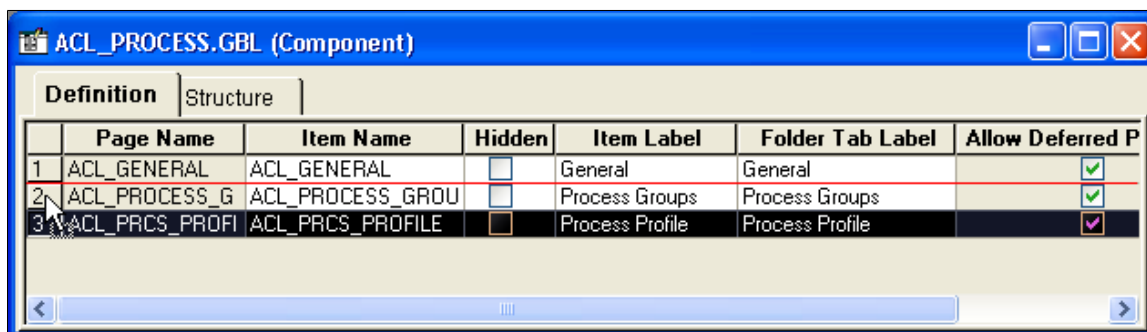 ACL_PROCESS.GBL (Component)
Definition Structure
Page Name Item Name Hidden Item Label Folder Tab Label Allow Deferred P
1 ACL_GENERAL ACL_GENERAL General General
2 ACL_PROCESS_G ACL_PROCESS_GROU Process Groups Process Groups
3 ACL_PRCS_PROFI ACL_PRCS_PROFILE Process Profile Process Profile